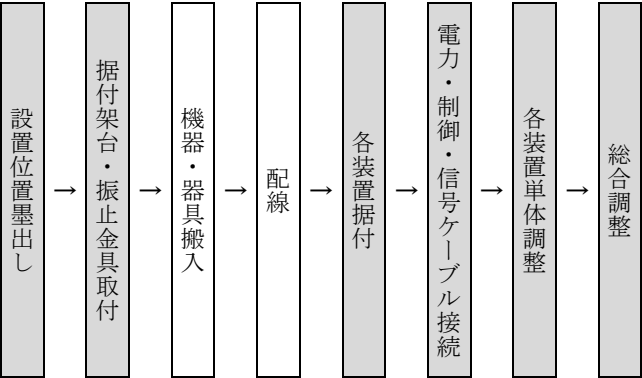 設置位置墨出し
→
据付架台・振止金具取付
→
機器・器具搬入
→
配線
→
各装置据付
→
電力・制御・信号ケーブル接続
→
各装置単体調整
→
総合調整